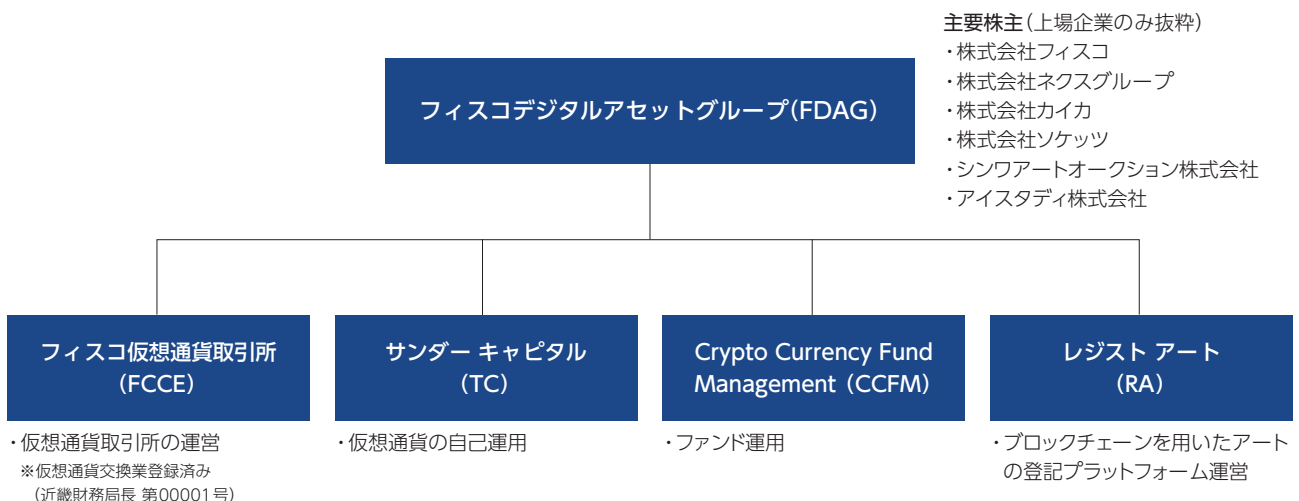 主要株主(上場企業のみ抜粋)
・株式会社フィスコ
・株式会社ネクスグループ
・株式会社カイカ
・株式会社ソケッツ
・シンワアートオークション株式会社
・アイスタディ株式会社
フィスコデジタルアセットグループ(FDAG)
フィスコ仮想通貨取引所
(FCCE)
・仮想通貨取引所の運営
※仮想通貨交換業登録済み
(近畿財務局長 第00001号)
サンダー キャピタル
(TC)
・仮想通貨の自己運用
Crypto Currency Fund
Management (CCFM)
・ファンド運用
レジスト アート
(RA)
・ブロックチェーンを用いたアート
の登記プラットフォーム運営